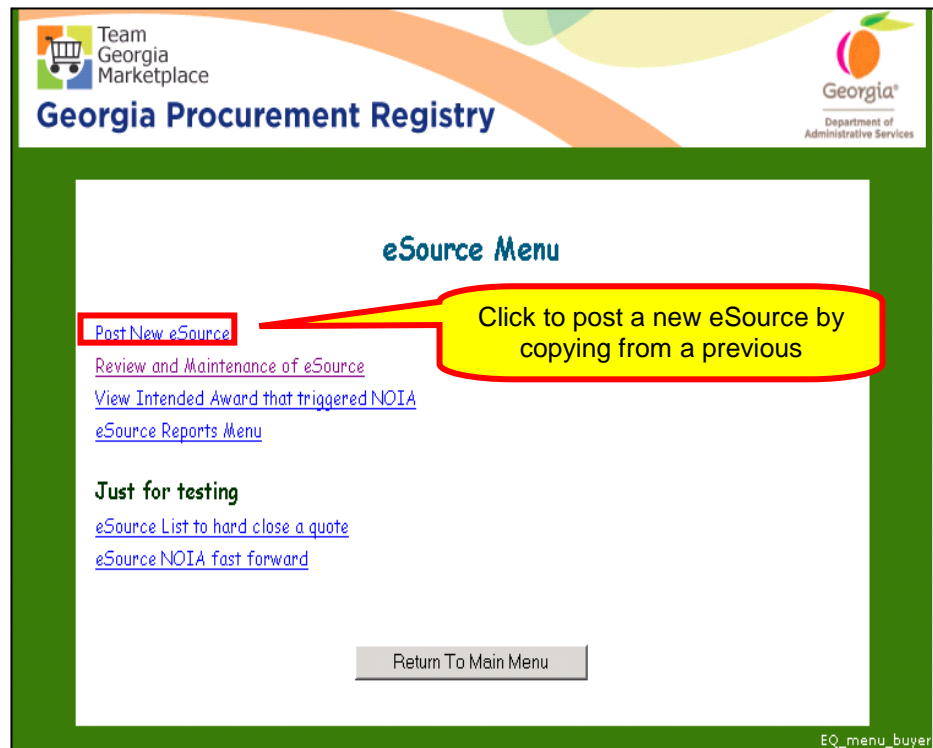 Team
Georgia
Marketplace
Georgia Procurement Registry
Georgia®
Department of
Administrative Services
eSource Menu
Post New eSource
Click to post a new eSource by
copying from a previous
Review and Maintenance of eSource
View Intended Award that triggered NOIA
eSource Reports Menu
Just for testing
eSource List to hard close a quote
eSource NOIA fast forward
Return To Main Menu
EQ_menu_buyer